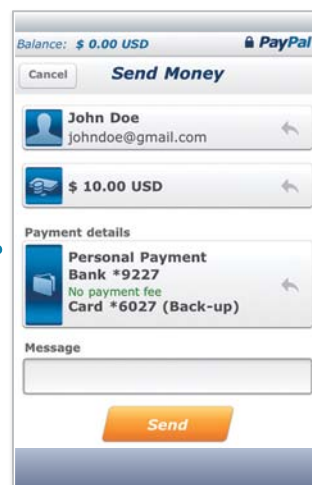 Balance: $ 0.00 USD PayPal
Cancel Send Money
John Doe
johndoe@gmail.com
$ 10.00 USD
Payment details
Personal Payment
Bank *9227
No payment fee
Card *6027 (Back-up)
Message
Send